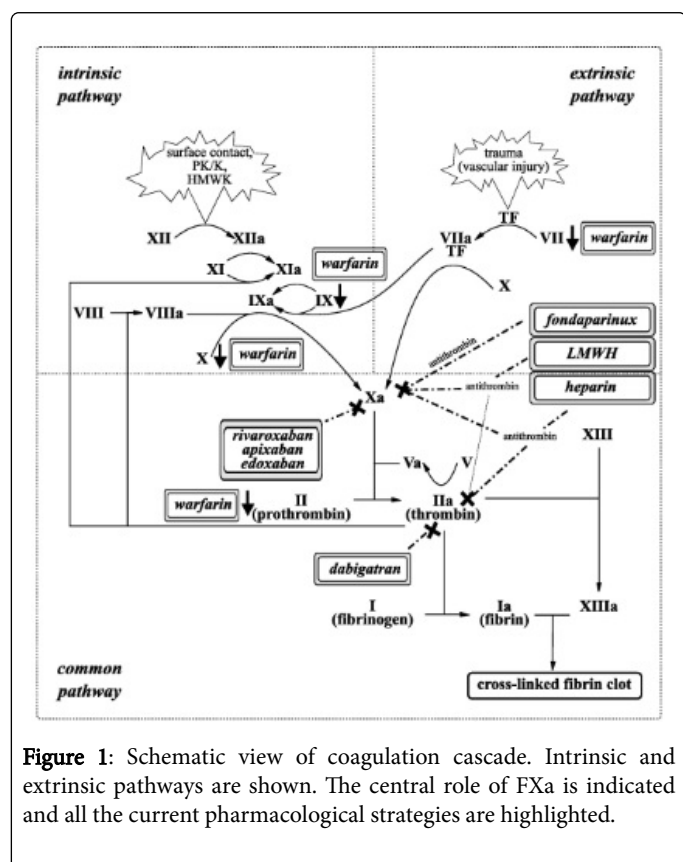 intrinsic
pathway
extrinsic
pathway
surface contact,
PK/K,
HMWK
trauma
(vascular injury)
TF
XII
XIIa
VIIa
VII
warfarin
TF
XI
XIa
warfarin
IXa
IX
X
VIII
VIIIa
fondaparinux
X
warfarin
antithrombin
LMWH
antithrombin
heparin
Xa
rivaroxaban
apixaban
edoxaban
antithrombin
XIII
Va
V
warfarin
II
(prothrombin)
IIa
(thrombin)
dabigatran
I
(fibrinogen)
Ia
(fibrin)
XIIIa
common
pathway
cross-linked fibrin clot
Figure 1: Schematic view of coagulation cascade. Intrinsic and
extrinsic pathways are shown. The central role of FXa is indicated
and all the current pharmacological strategies are highlighted.